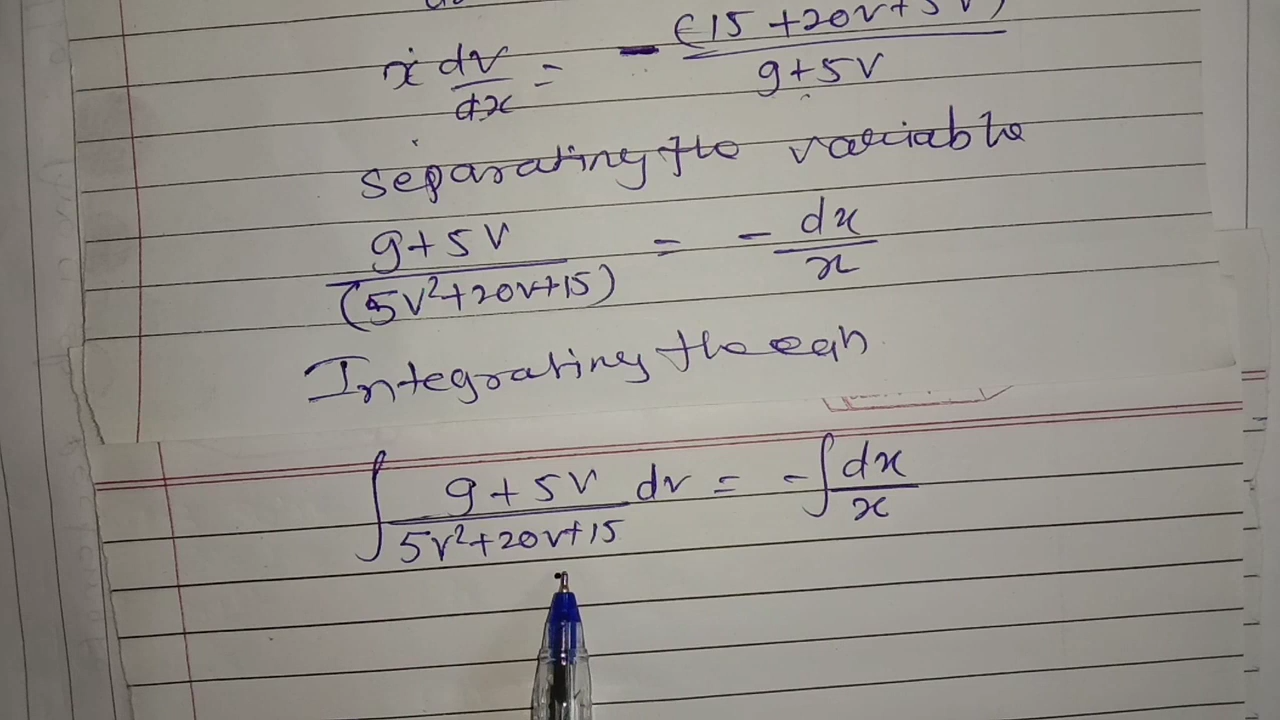 x dv/dx = - (15 + 20v + 5v²) / 9+5v
separating the variable
9+5v / (5v²+20v+15) = - dx/x
Integrating the eqn
∫ 9+5v / 5v²+20v+15 dv = -∫ dx/x